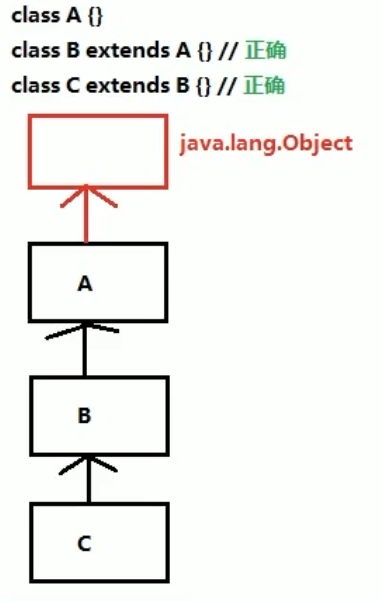 class A {}
class B extends A {} // 正确
class C extends B {} // 正确
java.lang.Object
A
B
C